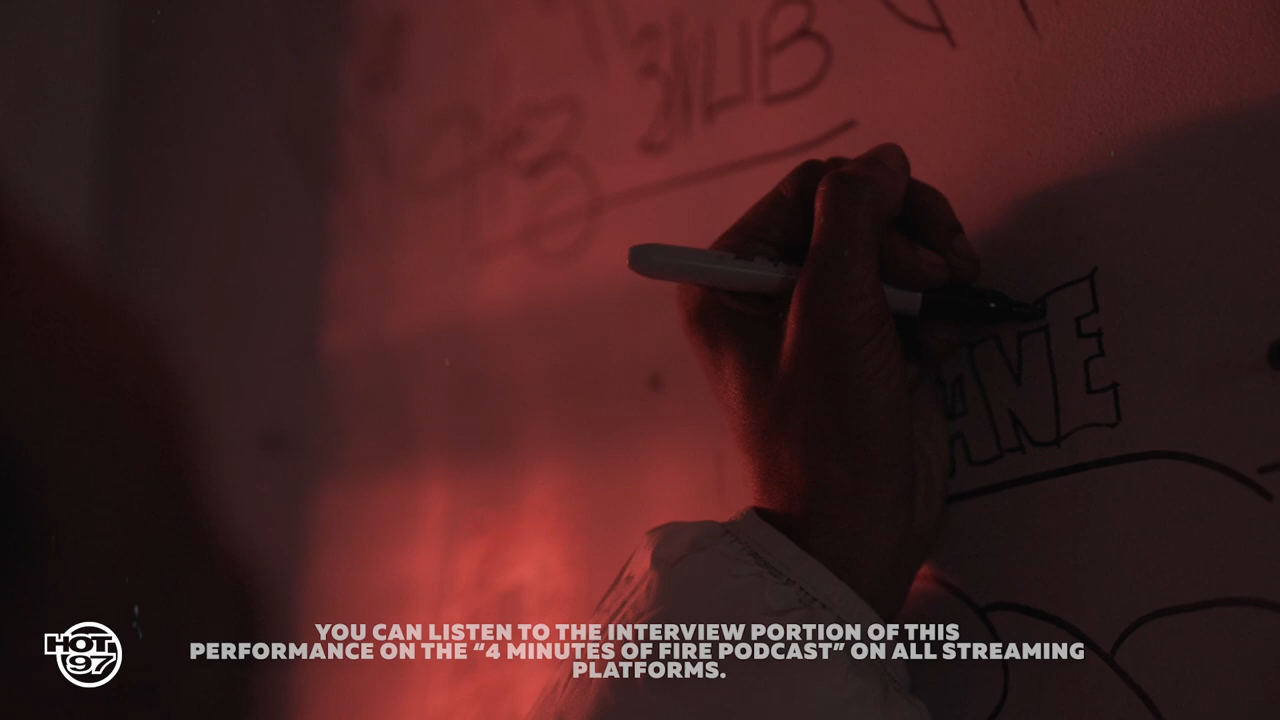 ANE
HOT
97
YOU CAN LISTEN TO THE INTERVIEW PORTION OF THIS
PERFORMANCE ON THE “4 MINUTES OF FIRE PODCAST” ON ALL STREAMING
PLATFORMS.